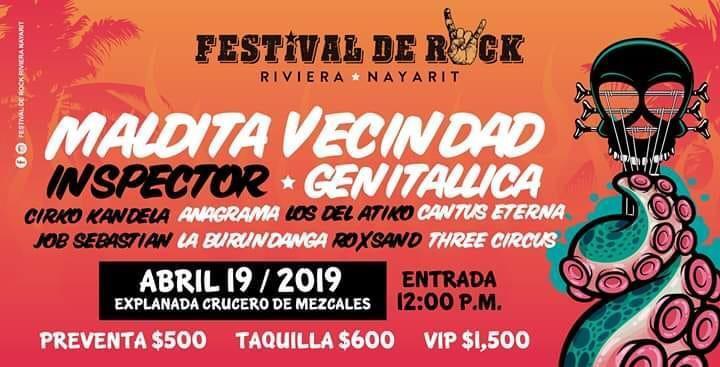 FESTIVAL DE ROCK
RIVIERA ★ NAYARIT
FESTIVAL DE ROCK RIVIERA NAYARIT
MALDITA VECINDAD
INSPECTOR ★ GENITALLICA
CIRKO KANDELA ANAGRAMA LOS DEL ATIKO CANTUS ETERNA
JOB SEBASTIAN LA BURUNDANGA ROXSAND THREE CIRCUS
ABRIL 19 / 2019
EXPLANADA CRUCERO DE MEZCALES
ENTRADA
12:00 P.M.
PREVENTA $500 TAQUILLA $600 VIP $1,500